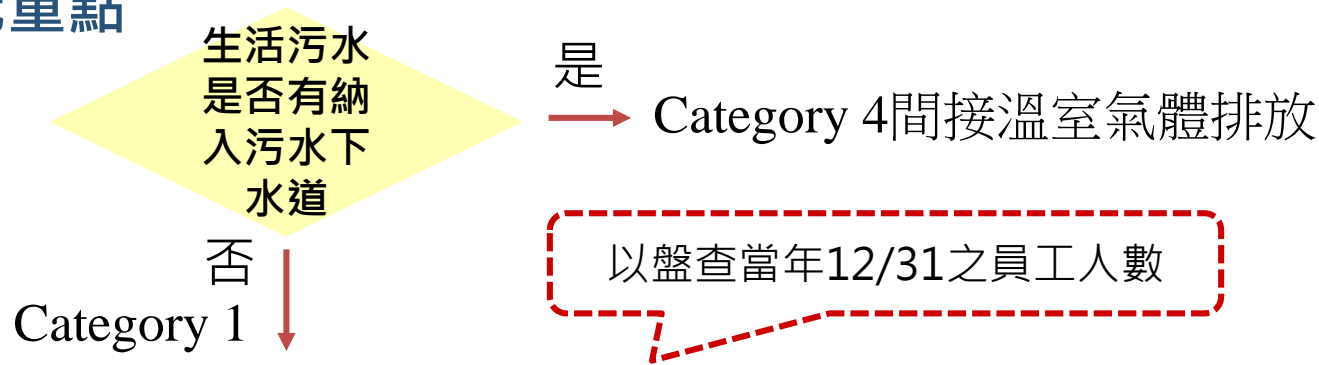 重點
生活污水
是否有納
入污水下
水道
是
Category 4間接溫室氣體排放
以盤查當年12/31之員工人數
否
Category 1